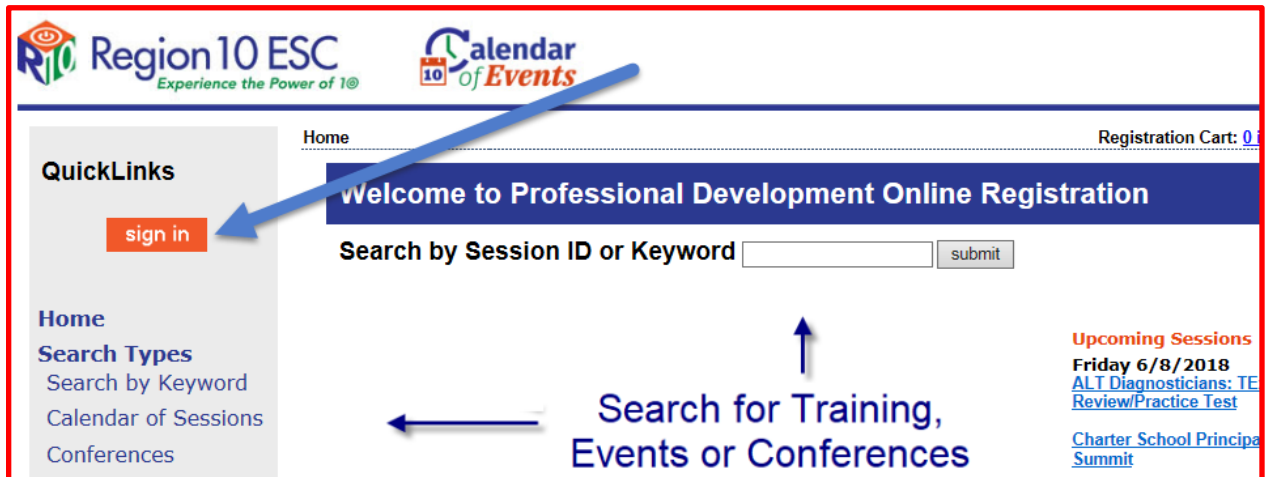 R10
Region 10 ESC
Experience the Power of 10
Calendar
10 of Events
Home
Registration Cart: 0
QuickLinks
sign in
Welcome to Professional Development Online Registration
Search by Session ID or Keyword submit
Home
Search Types
Search by Keyword
Calendar of Sessions
Conferences
Search for Training,
Events or Conferences
Upcoming Sessions
Friday 6/8/2018
ALT Diagnosticians:
Review/Practice Test
Charter School
Summit